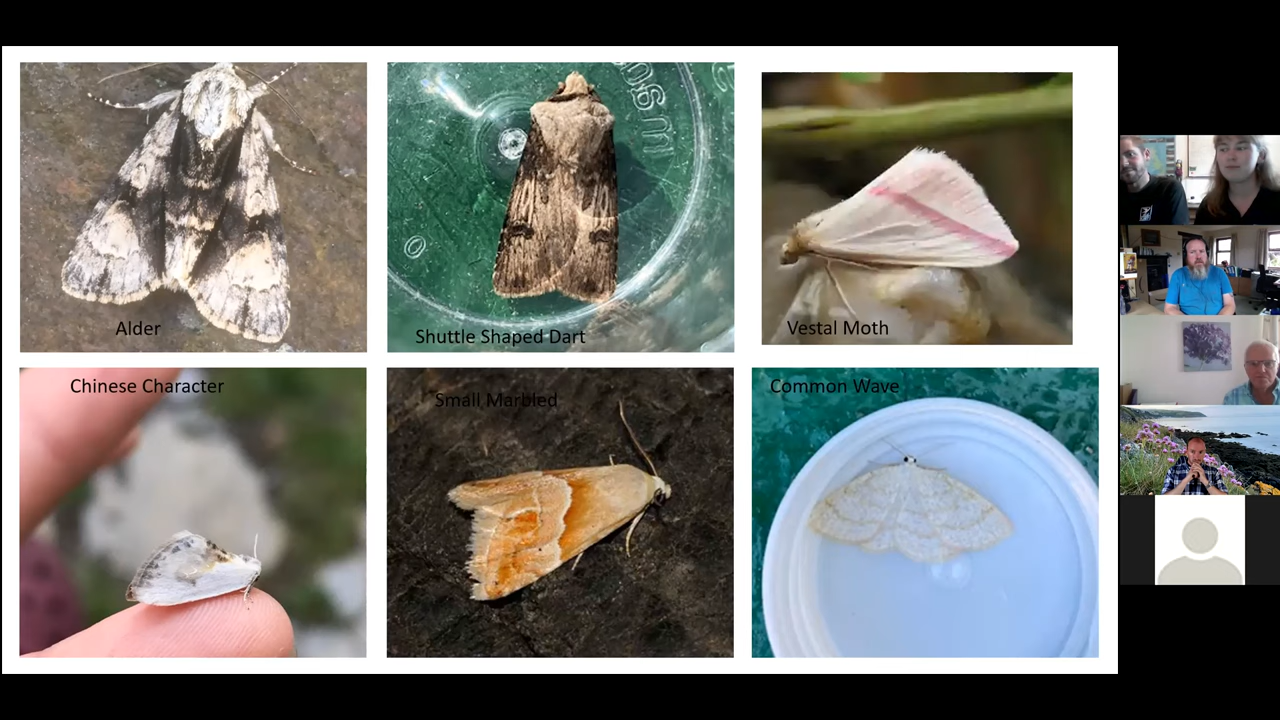 Alder
Shuttle Shaped Dart
Vestal Moth
Chinese Character
Small Marbled
Common Wave